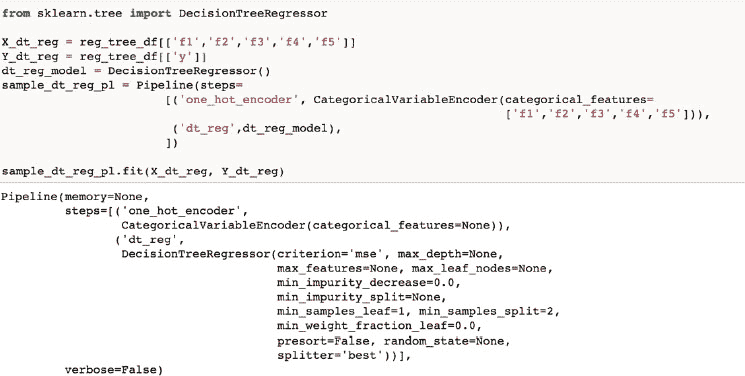 from sklearn.tree import DecisionTreeRegressor
X_dt_reg = reg_tree_df[['f1','f2','f3','f4','f5']]
Y_dt_reg = reg_tree_df[['y']]
dt_reg_model = DecisionTreeRegressor()
sample_dt_reg_pl = Pipeline(steps=
[('one_hot_encoder', CategoricalVariableEncoder(categorical_features=
['f1','f2','f3','f4','f5'])),
('dt_reg',dt_reg_model),
])
sample_dt_reg_pl.fit(X_dt_reg, Y_dt_reg)
Pipeline(memory=None,
steps=[('one_hot_encoder',
CategoricalVariableEncoder(categorical_features=None)),
('dt_reg',
DecisionTreeRegressor(criterion='mse', max_depth=None,
max_features=None, max_leaf_nodes=None,
min_impurity_decrease=0.0,
min_impurity_split=None,
min_samples_leaf=1, min_samples_split=2,
min_weight_fraction_leaf=0.0,
presort=False, random_state=None,
splitter='best'))],
verbose=False)